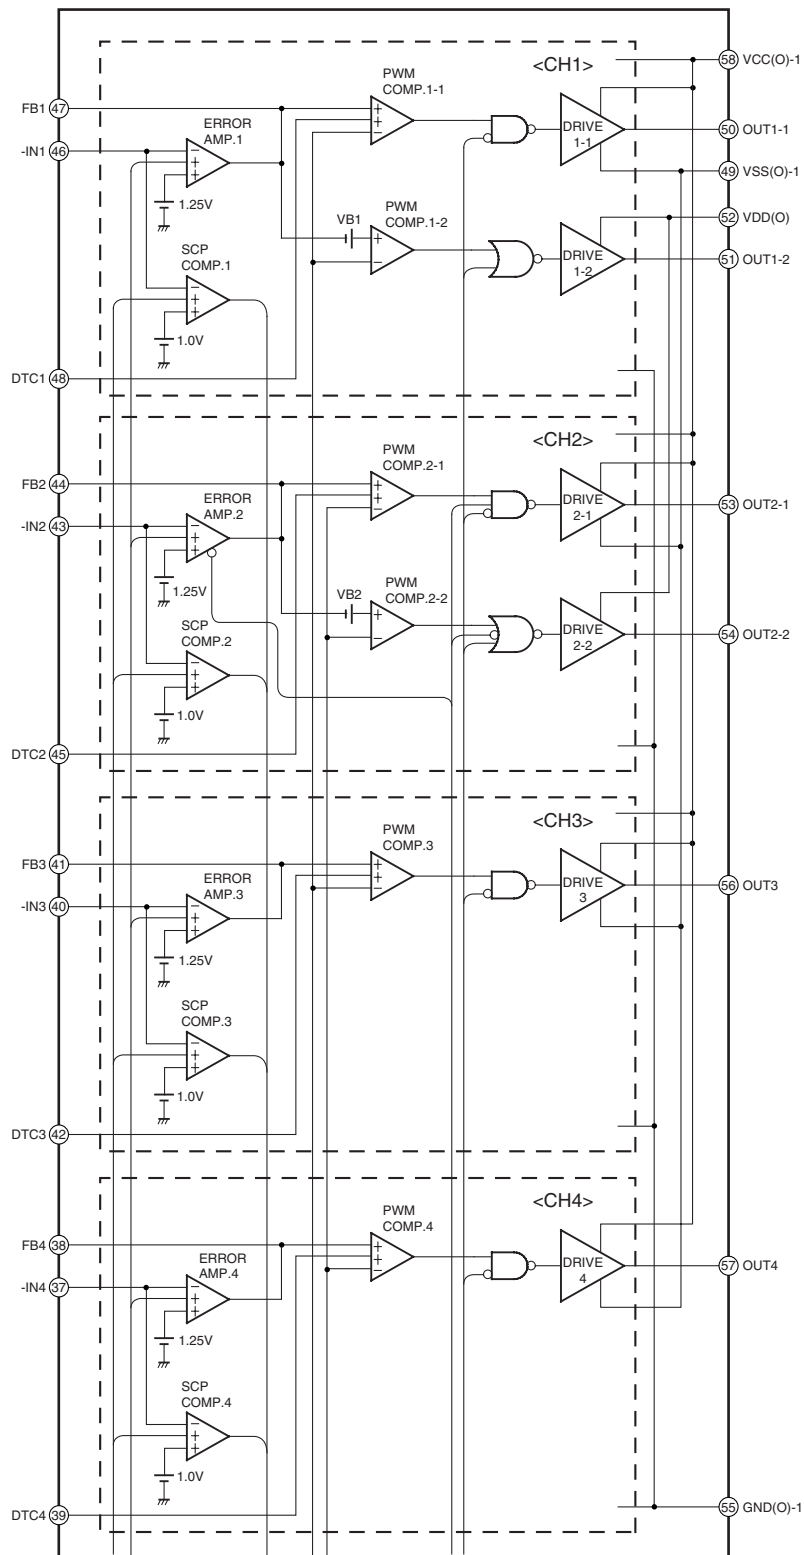 <CH1>
58 VCC(O)-1
PWM
COMP.1-1
FB1 47
ERROR
AMP.1
+
+
−
DRIVE
1-1
50 OUT1-1
-IN1 46
−
+
+
49 VSS(O)-1
1.25V
VB1
PWM
COMP.1-2
52 VDD(O)
+
−
DRIVE
1-2
51 OUT1-2
SCP
COMP.1
−
+
+
1.0V
DTC1 48
<CH2>
PWM
COMP.2-1
FB2 44
ERROR
AMP.2
+
+
−
DRIVE
2-1
53 OUT2-1
-IN2 43
−
+
+
1.25V
VB2
PWM
COMP.2-2
+
−
DRIVE
2-2
54 OUT2-2
SCP
COMP.2
−
+
+
1.0V
DTC2 45
<CH3>
PWM
COMP.3
FB3 41
ERROR
AMP.3
+
+
−
DRIVE
3
56 OUT3
-IN3 40
−
+
+
1.25V
SCP
COMP.3
−
+
+
1.0V
DTC3 42
<CH4>
PWM
COMP.4
FB4 38
ERROR
AMP.4
+
+
−
DRIVE
4
57 OUT4
-IN4 37
−
+
+
1.25V
SCP
COMP.4
−
+
+
1.0V
DTC4 39
55 GND(O)-1